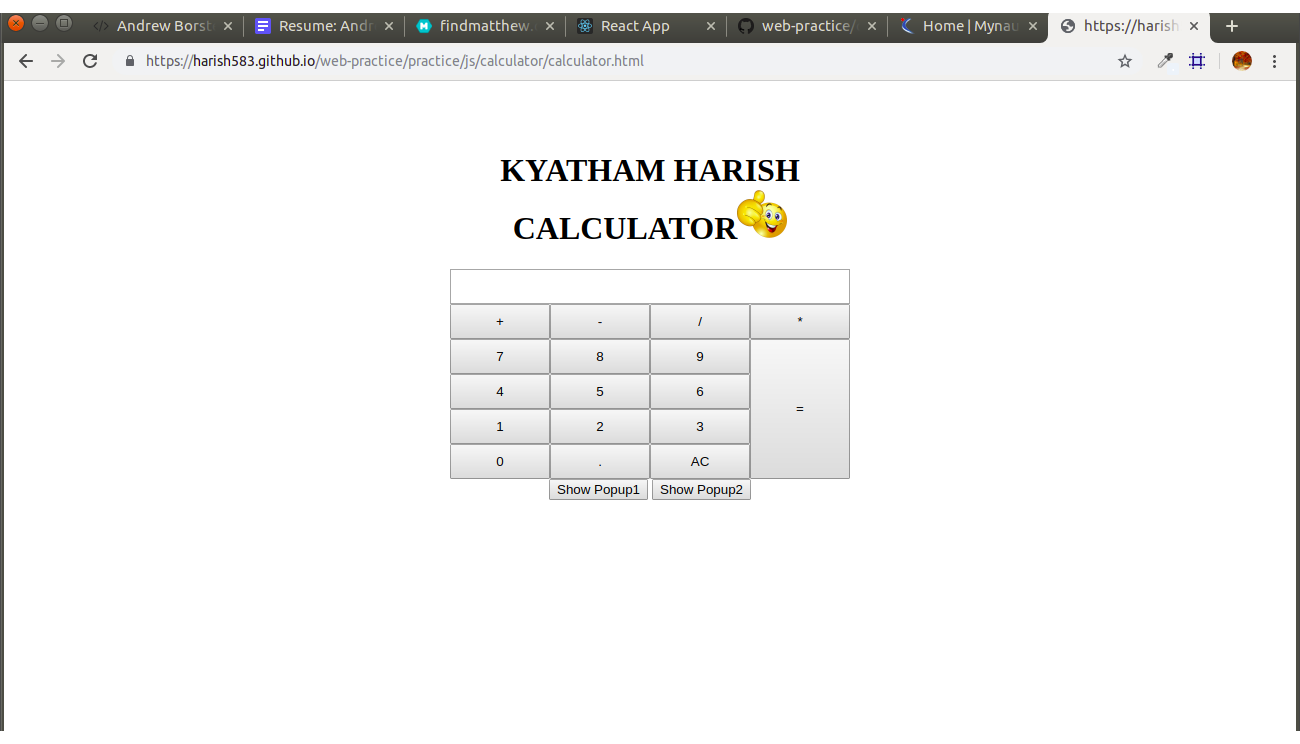 Andrew Borst
Resume: Andr
findmatthew.
React App
web-practice/
Home | Mynau
https://harish
https://harish583.github.io/web-practice/practice/js/calculator/calculator.html
KYATHAM HARISH
CALCULATOR
+ - / *
7 8 9
4 5 6
=
1 2 3
0 . AC
Show Popup1 Show Popup2